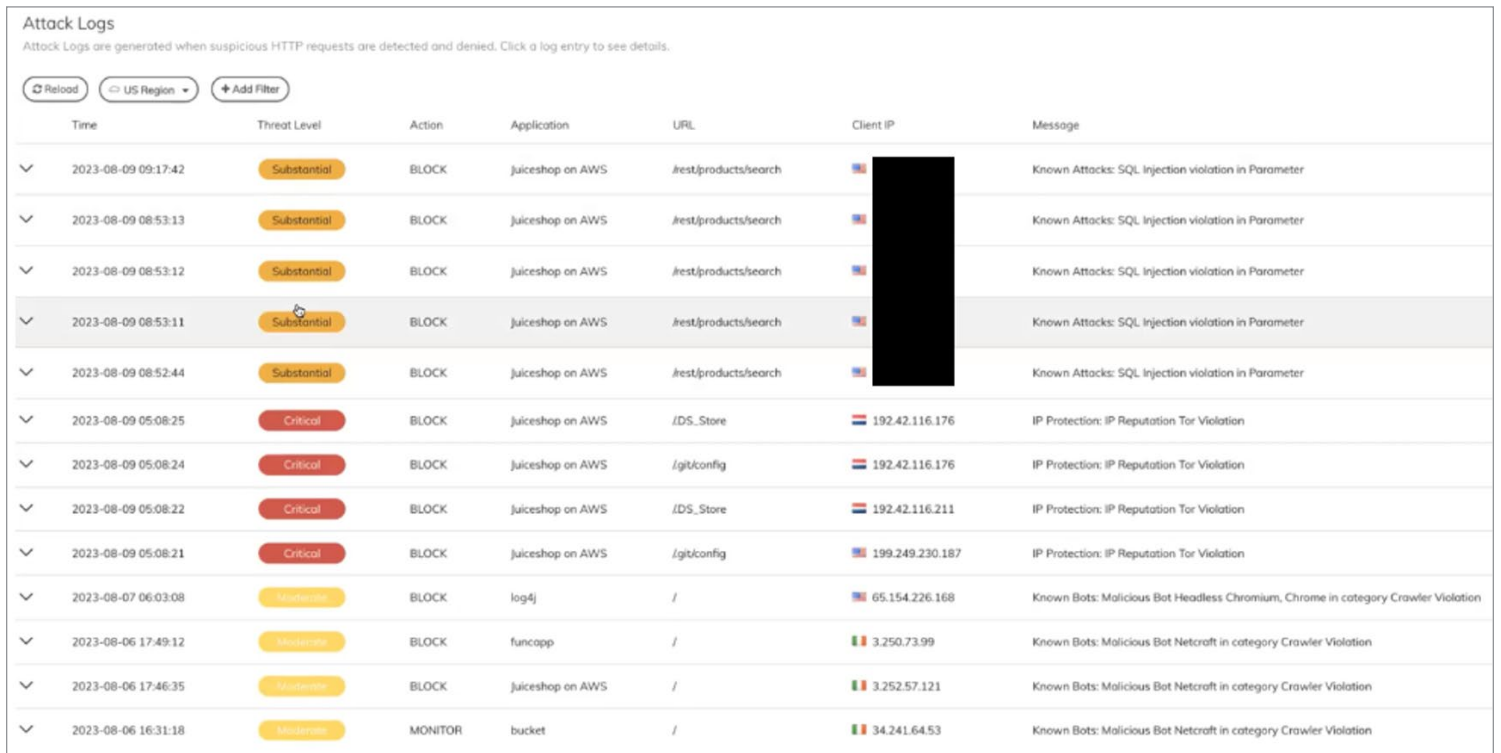 Attack Logs
Attack Logs are generated when suspicious HTTP requests are detected and denied. Click a log entry to see details.
Reload US Region + Add Filter
Time Threat Level Action Application URL Client IP Message
2023-08-09 09:17:42 Substantial BLOCK Juiceshop on AWS /rest/products/search Known Attacks: SQL Injection violation in Parameter
2023-08-09 08:53:13 Substantial BLOCK Juiceshop on AWS /rest/products/search Known Attacks: SQL Injection violation in Parameter
2023-08-09 08:53:12 Substantial BLOCK Juiceshop on AWS /rest/products/search Known Attacks: SQL Injection violation in Parameter
2023-08-09 08:53:11 Substantial BLOCK Juiceshop on AWS /rest/products/search Known Attacks: SQL Injection violation in Parameter
2023-08-09 08:52:44 Substantial BLOCK Juiceshop on AWS /rest/products/search Known Attacks: SQL Injection violation in Parameter
2023-08-09 05:08:25 Critical BLOCK Juiceshop on AWS /.DS_Store 192.42.116.176 IP Protection: IP Reputation Tor Violation
2023-08-09 05:08:24 Critical BLOCK Juiceshop on AWS /.git/config 192.42.116.176 IP Protection: IP Reputation Tor Violation
2023-08-09 05:08:22 Critical BLOCK Juiceshop on AWS /.DS_Store 192.42.116.211 IP Protection: IP Reputation Tor Violation
2023-08-09 05:08:21 Critical BLOCK Juiceshop on AWS /.git/config 199.249.230.187 IP Protection: IP Reputation Tor Violation
2023-08-07 06:03:08 Moderate BLOCK log4j / 65.154.226.168 Known Bots: Malicious Bot Headless Chromium, Chrome in category Crawler Violation
2023-08-06 17:49:12 Moderate BLOCK funcapp / 3.250.73.99 Known Bots: Malicious Bot Netcraft in category Crawler Violation
2023-08-06 17:46:35 Moderate BLOCK Juiceshop on AWS / 3.252.57.121 Known Bots: Malicious Bot Netcraft in category Crawler Violation
2023-08-06 16:31:18 Moderate MONITOR bucket / 34.241.64.53 Known Bots: Malicious Bot Netcraft in category Crawler Violation